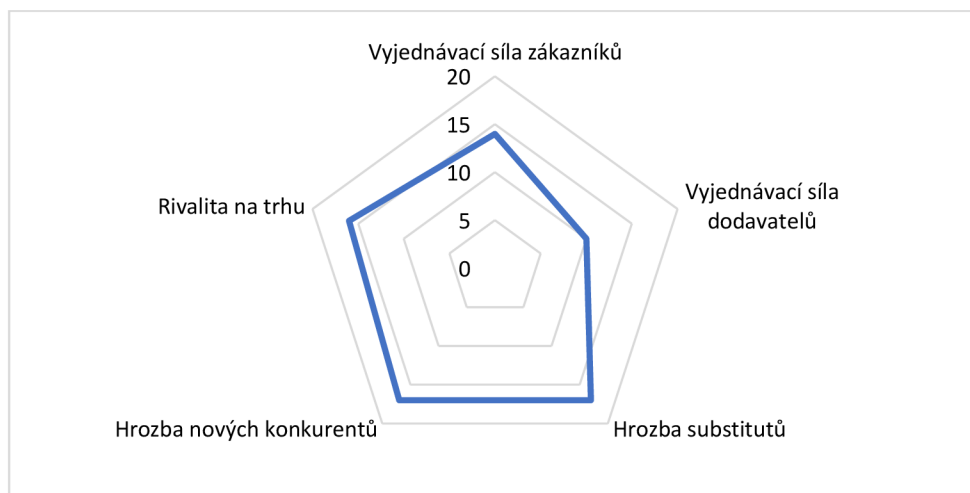 Vyjednávací síla zákazníků
20
15
10
5
0
Vyjednávací síla
dodavatelů
Rivalita na trhu
Hrozba nových konkurentů
Hrozba substitutů